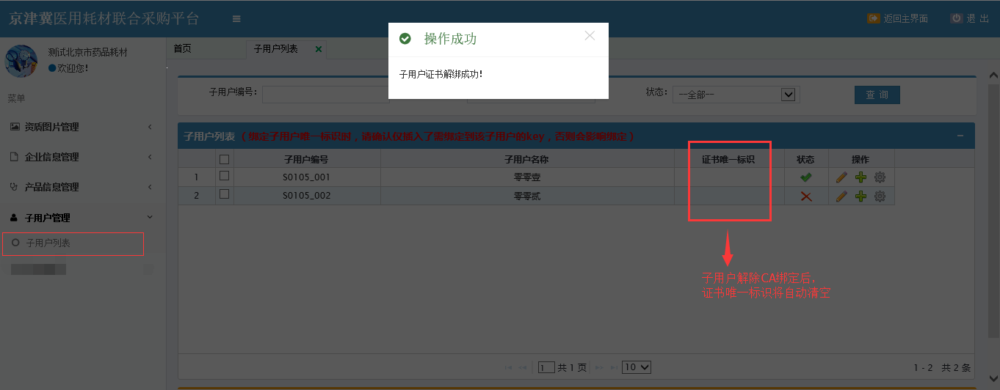 京津冀医用耗材联合采购平台
返回主界面 退 出
操作成功
子用户证书解绑成功!
测试北京市药品耗材
欢迎您!
首页 子用户列表
菜单
资质图片管理
企业信息管理
产品信息管理
子用户管理
子用户列表
子用户编号: 状态: --全部-- 查 询
子用户列表 (绑定子用户唯一标识时,请确认仅插入了需绑定到该子用户的key,否则会影响绑定)
子用户编号 子用户名称 证书唯一标识 状态 操作
1 S0105_001 零零壹
2 S0105_002 零零贰
子用户解除CA绑定后,
证书唯一标识将自动清空
1 共 1 页 10 1 - 2 共 2 条